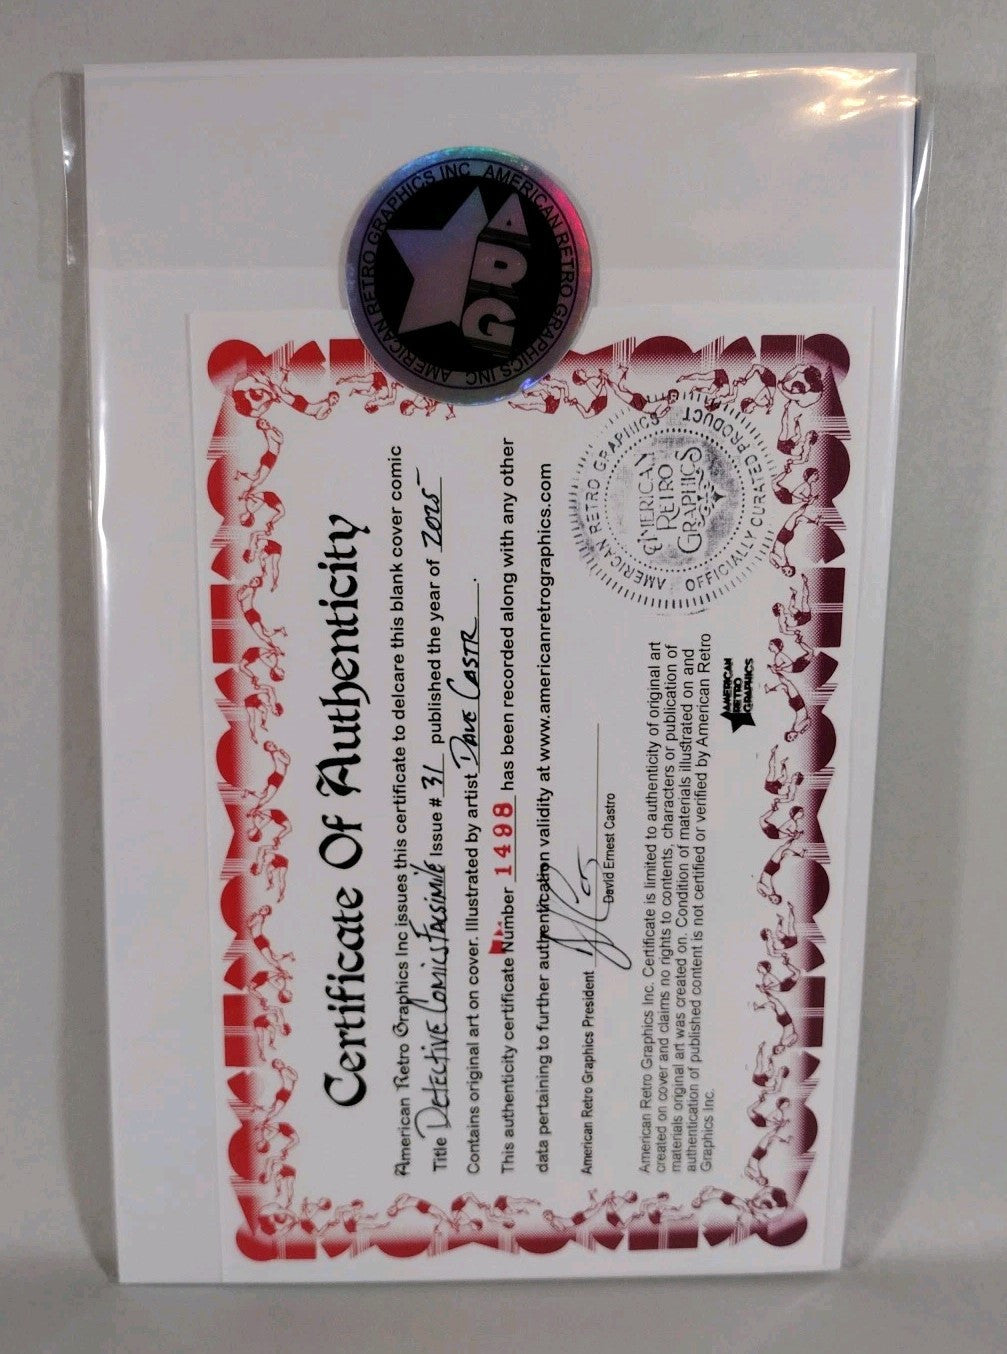 AMERICAN RETRO GRAPHICS INC AMERICAN RETRO GRAPHICS INC
Certificate Of Authenticity
American Retro Graphics Inc issues this certificate to delcare this blank cover comic
Title Detective Comics Facsimile Issue # 31 published the year of 2025
Contains original art on cover. Illustrated by artist Dave Castr.
This authenticity certificate Number 1498 has been recorded along with any other
data pertaining to further authentication validity at www.americanretrographics.com
American Retro Graphics President
David Ernest Castro
AMERICAN RETRO GRAPHICS
OFFICIALLY CURATED PRODUCT
AMERICAN
RETRO
GRAPHICS
American Retro Graphics Inc. Certificate is limited to authenticity of original art
created on cover and claims no rights to contents, characters or publication of
materials original art was created on. Condition of materials illustrated on and
authentication of published content is not certified or verified by American Retro
Graphics Inc.
AMERICAN
RETRO
GRAPHICS